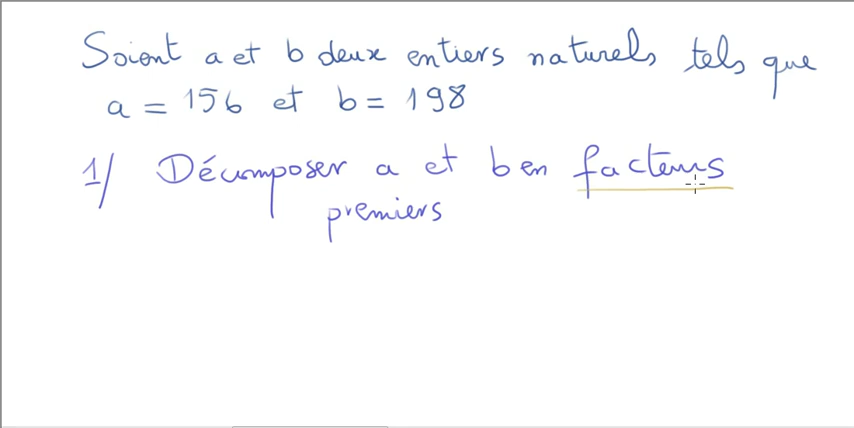 Soient a et b deux entiers naturels tels que
a = 156 et b = 198
1/ Décomposer a et b en facteurs
premiers